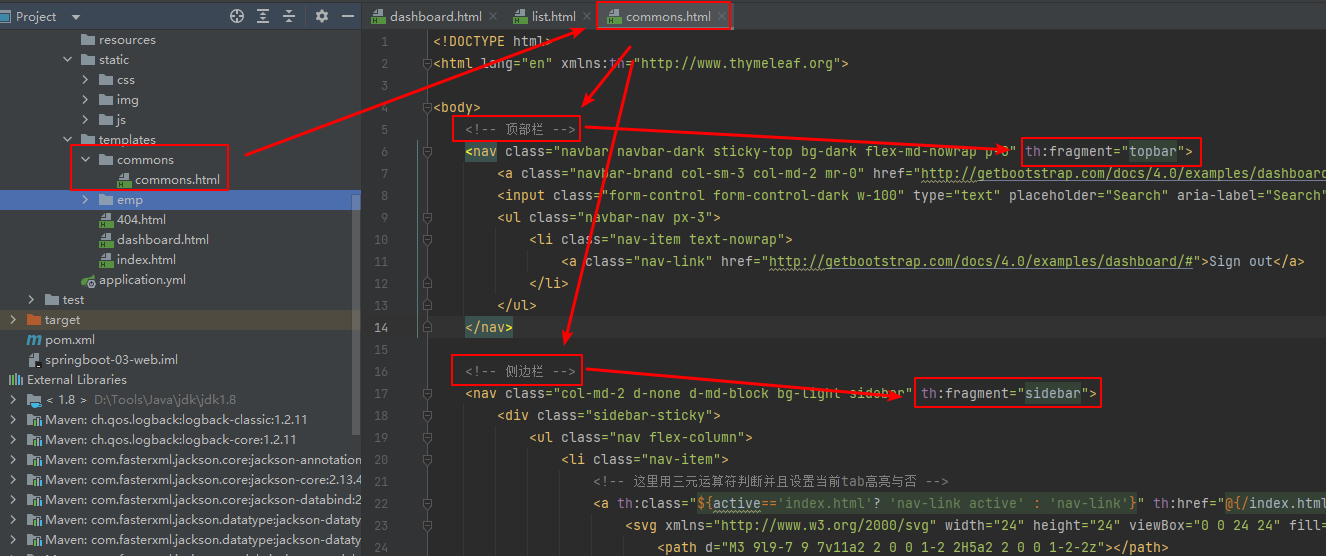 Project
resources
static
css
img
js
templates
commons
commons.html
emp
404.html
dashboard.html
index.html
application.yml
test
target
pom.xml
springboot-03-web.iml
External Libraries
< 1.8 > D:\Tools\Java\jdk\jdk1.8
Maven: ch.qos.logback:logback-classic:1.2.11
Maven: ch.qos.logback:logback-core:1.2.11
Maven: com.fasterxml.jackson.core:jackson-annotation
Maven: com.fasterxml.jackson.core:jackson-core:2.13.4
Maven: com.fasterxml.jackson.core:jackson-databind:2
Maven: com.fasterxml.jackson.datatype:jackson-dataty
Maven: com.fasterxml.jackson.datatype:jackson-dataty
dashboard.html list.html commons.html
1 <!DOCTYPE html>
2 <html lang="en" xmlns:th="http://www.thymeleaf.org">
3
4 <body>
5 <!-- 顶部栏 -->
6 <nav class="navbar navbar-dark sticky-top bg-dark flex-md-nowrap p-0" th:fragment="topbar">
7 <a class="navbar-brand col-sm-3 col-md-2 mr-0" href="http://getbootstrap.com/docs/4.0/examples/dashboard
8 <input class="form-control form-control-dark w-100" type="text" placeholder="Search" aria-label="Search"
9 <ul class="navbar-nav px-3">
10 <li class="nav-item text-nowrap">
11 <a class="nav-link" href="http://getbootstrap.com/docs/4.0/examples/dashboard/#">Sign out</a>
12 </li>
13 </ul>
14 </nav>
15
16 <!-- 侧边栏 -->
17 <nav class="col-md-2 d-none d-md-block bg-light sidebar" th:fragment="sidebar">
18 <div class="sidebar-sticky">
19 <ul class="nav flex-column">
20 <li class="nav-item">
21 <!-- 这里用三元运算符判断并且设置当前tab高亮与否 -->
22 <a th:class="${active=='index.html'? 'nav-link active' : 'nav-link'}" th:href="@{/index.html
23 <svg xmlns="http://www.w3.org/2000/svg" width="24" height="24" viewBox="0 0 24 24" fill=
24 <path d="M3 9l9-7 9 7v11a2 2 0 0 1-2 2H5a2 2 0 0 1-2-2z"></path>